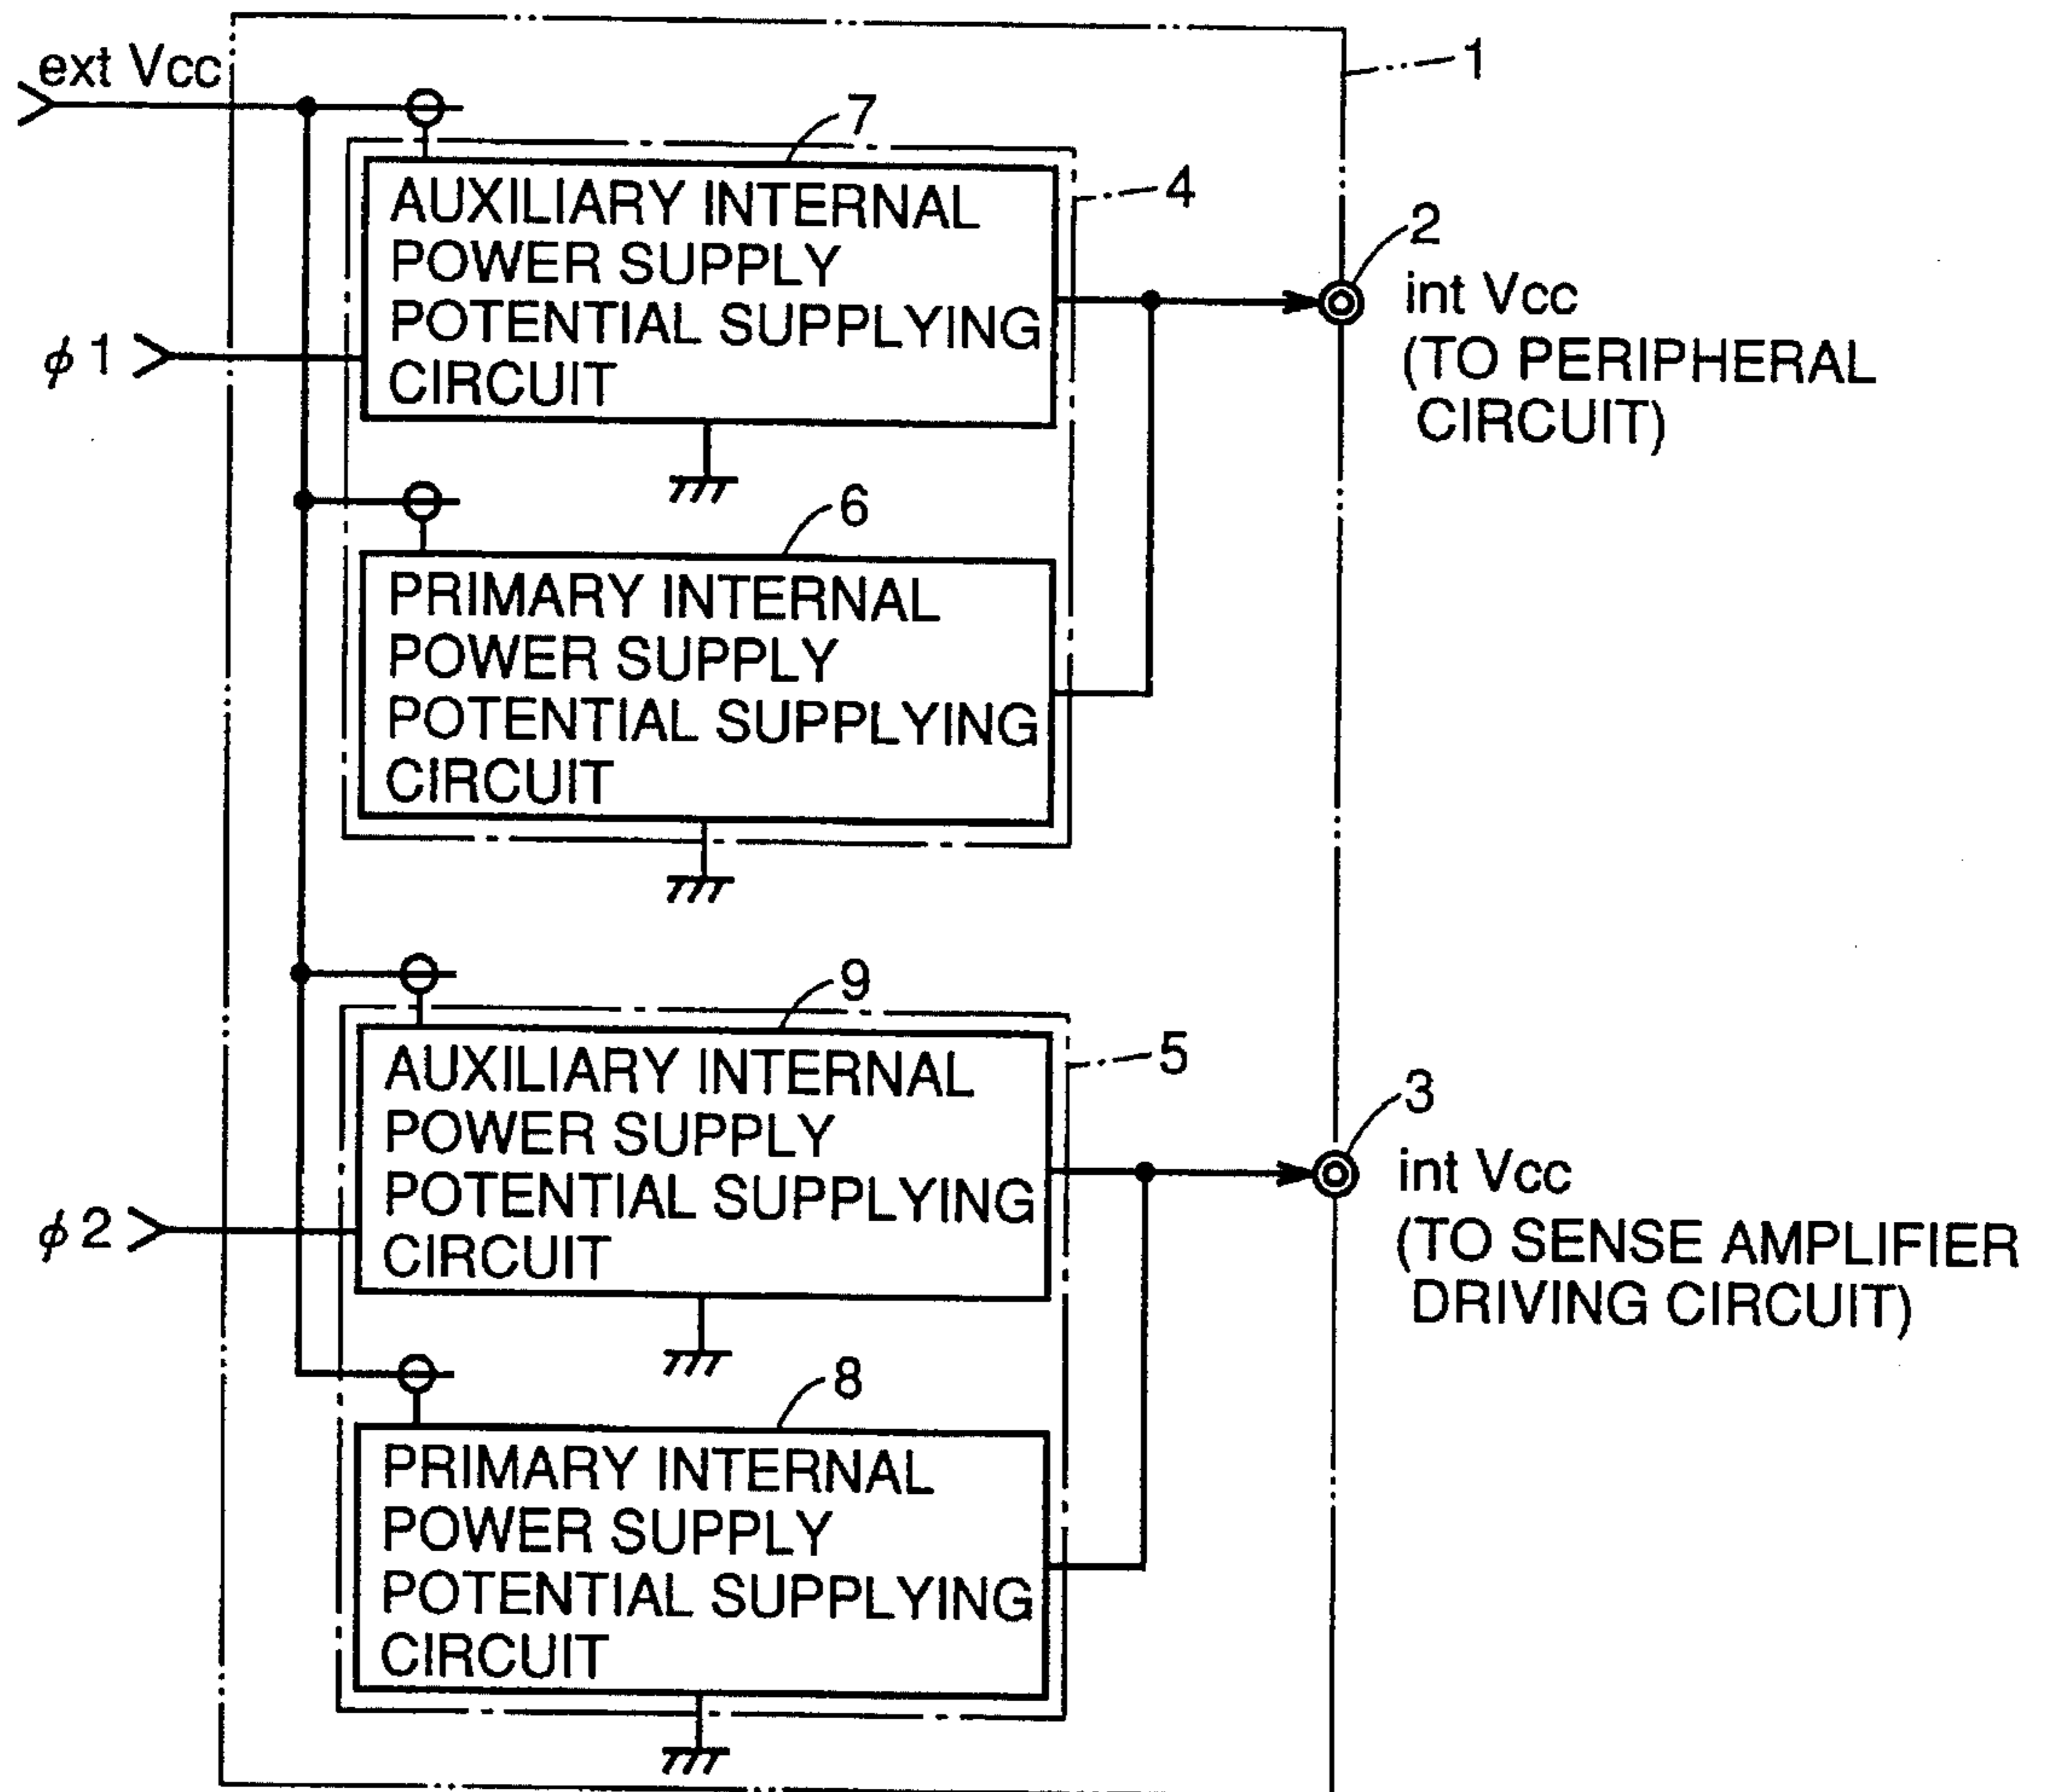 ext Vcc
1
7
AUXILIARY INTERNAL
POWER SUPPLY
POTENTIAL SUPPLYING
CIRCUIT
4
2
int Vcc
(TO PERIPHERAL
CIRCUIT)
ϕ1
6
PRIMARY INTERNAL
POWER SUPPLY
POTENTIAL SUPPLYING
CIRCUIT
9
AUXILIARY INTERNAL
POWER SUPPLY
POTENTIAL SUPPLYING
CIRCUIT
5
3
int Vcc
(TO SENSE AMPLIFIER
DRIVING CIRCUIT)
ϕ2
8
PRIMARY INTERNAL
POWER SUPPLY
POTENTIAL SUPPLYING
CIRCUIT